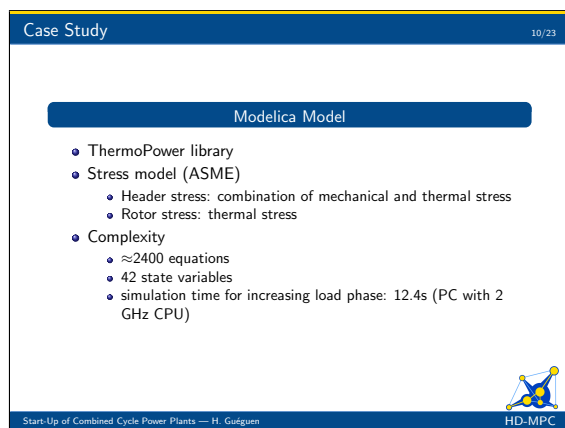 Case Study
10/23
Modelica Model
ThermoPower library
Stress model (ASME)
Header stress: combination of mechanical and thermal stress
Rotor stress: thermal stress
Complexity
≈2400 equations
42 state variables
simulation time for increasing load phase: 12.4s (PC with 2
GHz CPU)
Start-Up of Combined Cycle Power Plants — H. Guéguen
HD-MPC